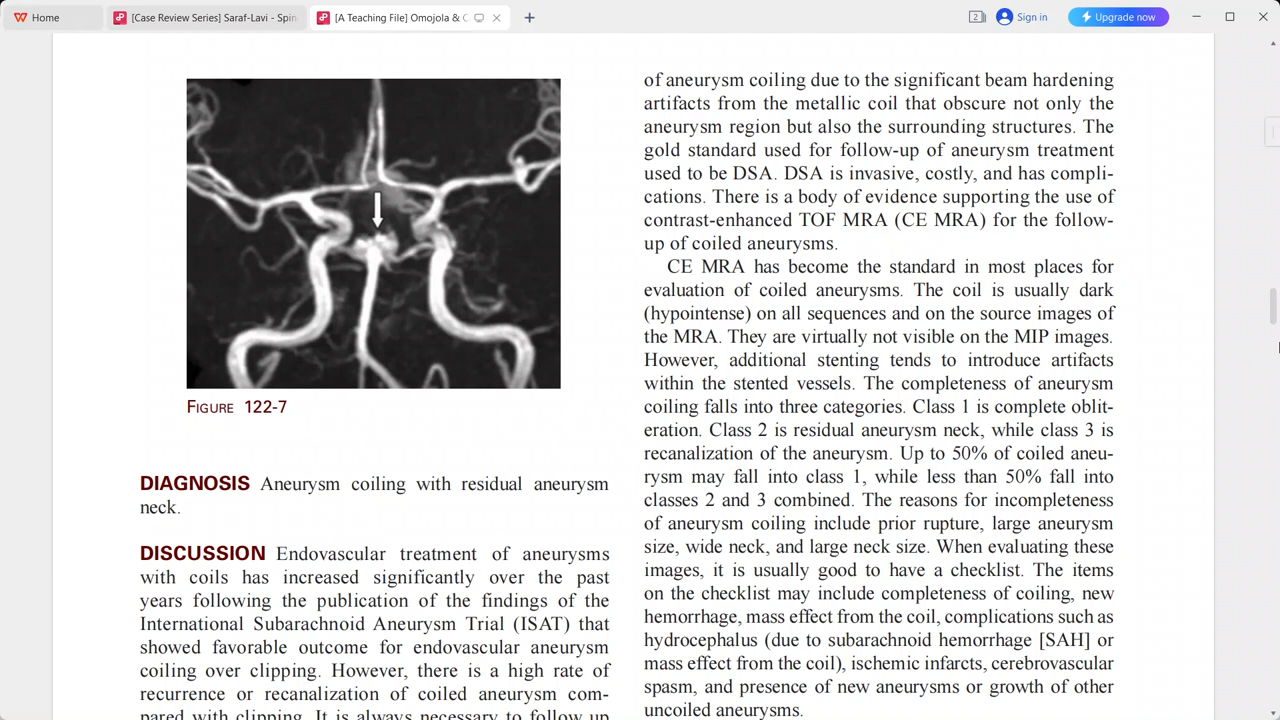 Home
[Case Review Series] Saraf-Lavi - Spin
[A Teaching File] Omojola & C
2
Sign in
Upgrade now
FIGURE 122-7
DIAGNOSIS Aneurysm coiling with residual aneurysm
neck.
DISCUSSION Endovascular treatment of aneurysms
with coils has increased significantly over the past
years following the publication of the findings of the
International Subarachnoid Aneurysm Trial (ISAT) that
showed favorable outcome for endovascular aneurysm
coiling over clipping. However, there is a high rate of
recurrence or recanalization of coiled aneurysm com-
pared with clipping. It is always necessary to follow up
of aneurysm coiling due to the significant beam hardening
artifacts from the metallic coil that obscure not only the
aneurysm region but also the surrounding structures. The
gold standard used for follow-up of aneurysm treatment
used to be DSA. DSA is invasive, costly, and has compli-
cations. There is a body of evidence supporting the use of
contrast-enhanced TOF MRA (CE MRA) for the follow-
up of coiled aneurysms.
CE MRA has become the standard in most places for
evaluation of coiled aneurysms. The coil is usually dark
(hypointense) on all sequences and on the source images of
the MRA. They are virtually not visible on the MIP images.
However, additional stenting tends to introduce artifacts
within the stented vessels. The completeness of aneurysm
coiling falls into three categories. Class 1 is complete oblit-
eration. Class 2 is residual aneurysm neck, while class 3 is
recanalization of the aneurysm. Up to 50% of coiled aneu-
rysm may fall into class 1, while less than 50% fall into
classes 2 and 3 combined. The reasons for incompleteness
of aneurysm coiling include prior rupture, large aneurysm
size, wide neck, and large neck size. When evaluating these
images, it is usually good to have a checklist. The items
on the checklist may include completeness of coiling, new
hemorrhage, mass effect from the coil, complications such as
hydrocephalus (due to subarachnoid hemorrhage [SAH] or
mass effect from the coil), ischemic infarcts, cerebrovascular
spasm, and presence of new aneurysms or growth of other
uncoiled aneurysms.